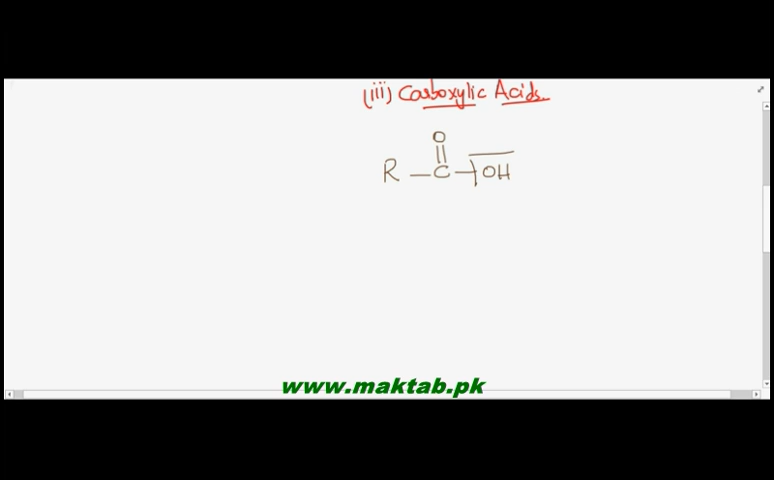 (iii) Carboxylic Acids.
O
||
R — C — OH
www.maktab.pk